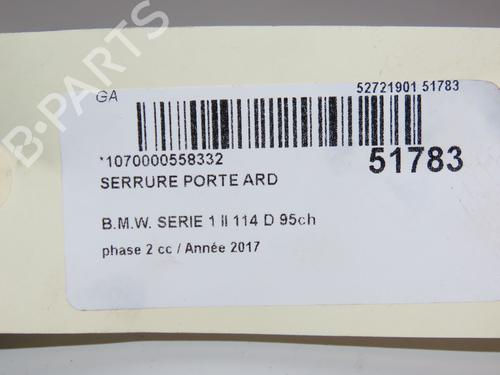 B-PARTS
GA
52721901 51783
*1070000558332
51783
SERRURE PORTE ARD
B.M.W. SERIE 1 II 114 D 95ch
phase 2 cc / Année 2017